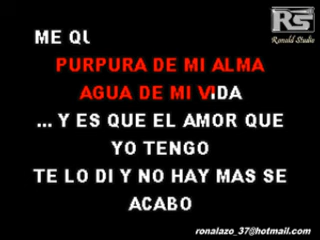 RS
Ronald Studio
ME QU
PURPURA DE MI ALMA
AGUA DE MI VIDA
... Y ES QUE EL AMOR QUE
YO TENGO
TE LO DI Y NO HAY MAS SE
ACABO
ronalazo_37@hotmail.com